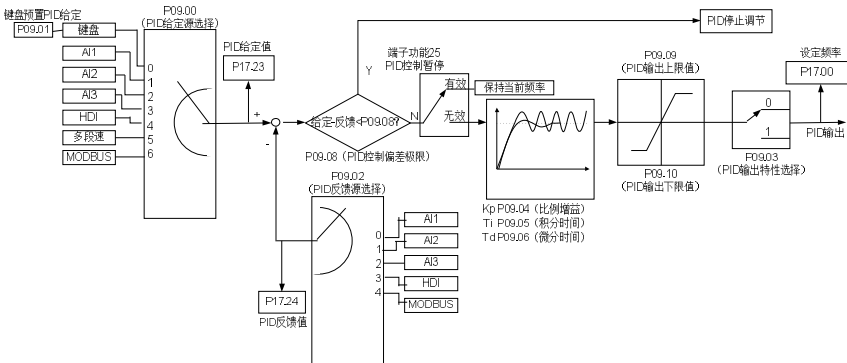 键盘预置PID给定
P09.01
键盘
AI1
AI2
AI3
HDI
多段速
MODBUS
P09.00
(PID给定源选择)
0
1
2
3
4
5
6
PID给定值
P17.23
+
-
给定-反馈<P09.08?
Y
N
P09.08（PID控制偏差极限）
PID停止调节
端子功能25
PID控制暂停
有效
无效
保持当前频率
Kp P09.04（比例增益）
Ti P09.05（积分时间）
Td P09.06（微分时间）
P09.09
(PID输出上限值)
P09.10
(PID输出下限值)
0
1
P09.03
(PID输出特性选择)
设定频率
P17.00
PID输出
P09.02
(PID反馈源选择)
0
1
2
3
4
AI1
AI2
AI3
HDI
MODBUS
P17.24
PID反馈值